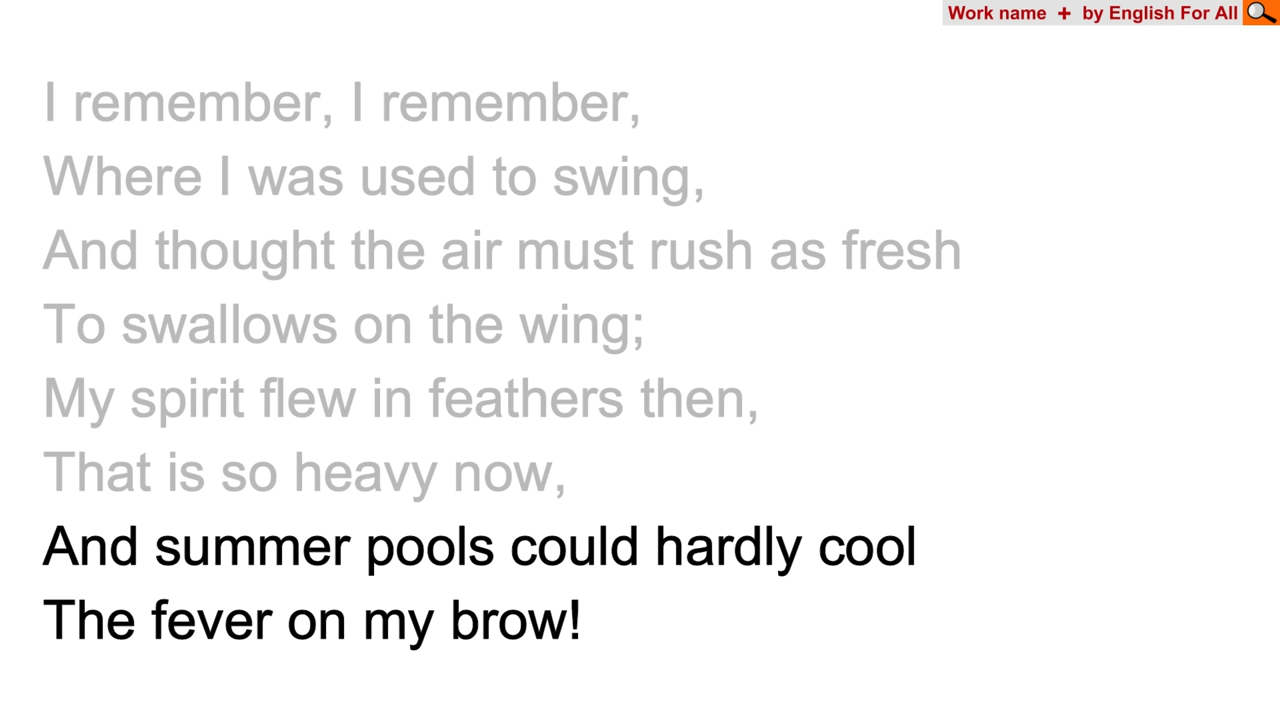 Work name + by English For All
I remember, I remember,
Where I was used to swing,
And thought the air must rush as fresh
To swallows on the wing;
My spirit flew in feathers then,
That is so heavy now,
And summer pools could hardly cool
The fever on my brow!